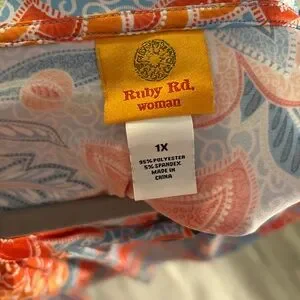 Ruby Rd.
woman
1X
95% POLYESTER
5% SPANDEX
MADE IN
CHINA